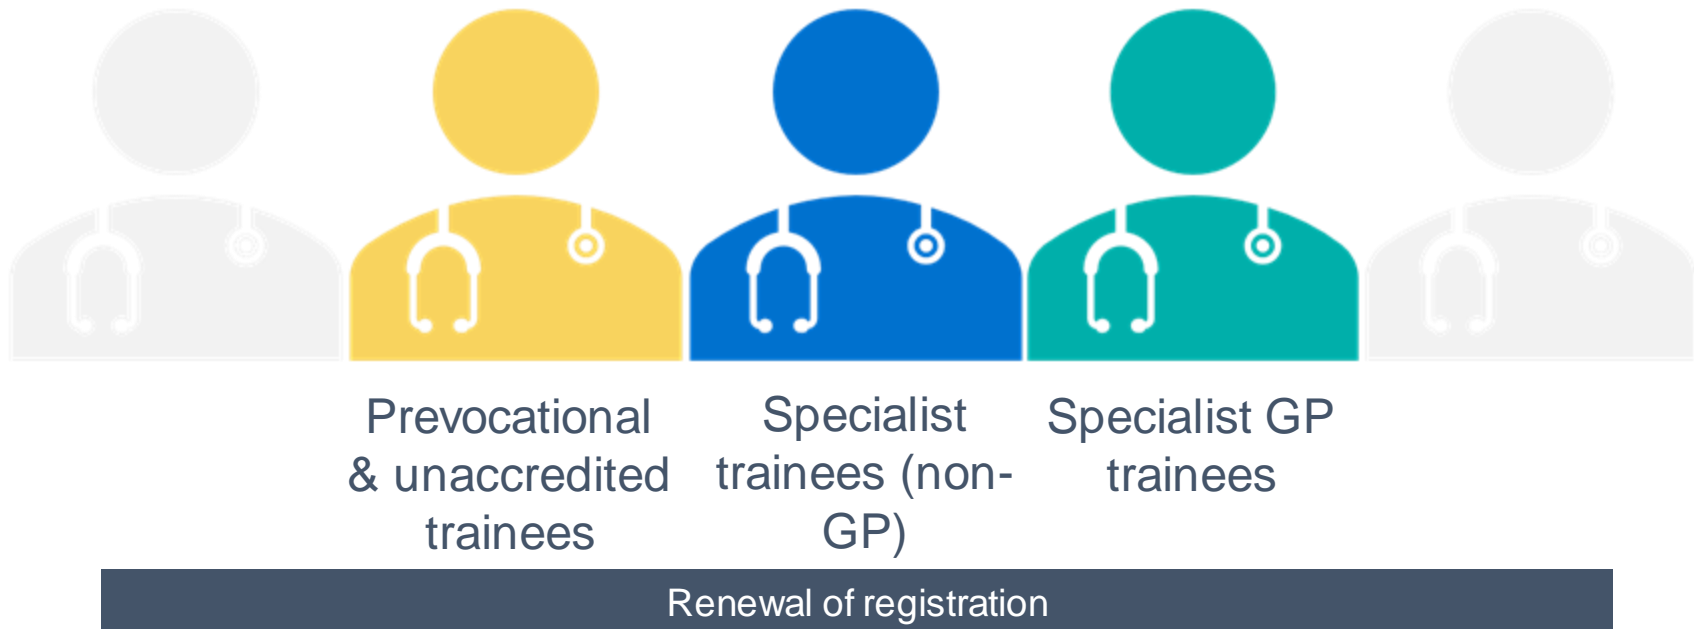 Prevocational
& unaccredited
trainees
Specialist
trainees (non-
GP)
Specialist GP
trainees
Renewal of registration